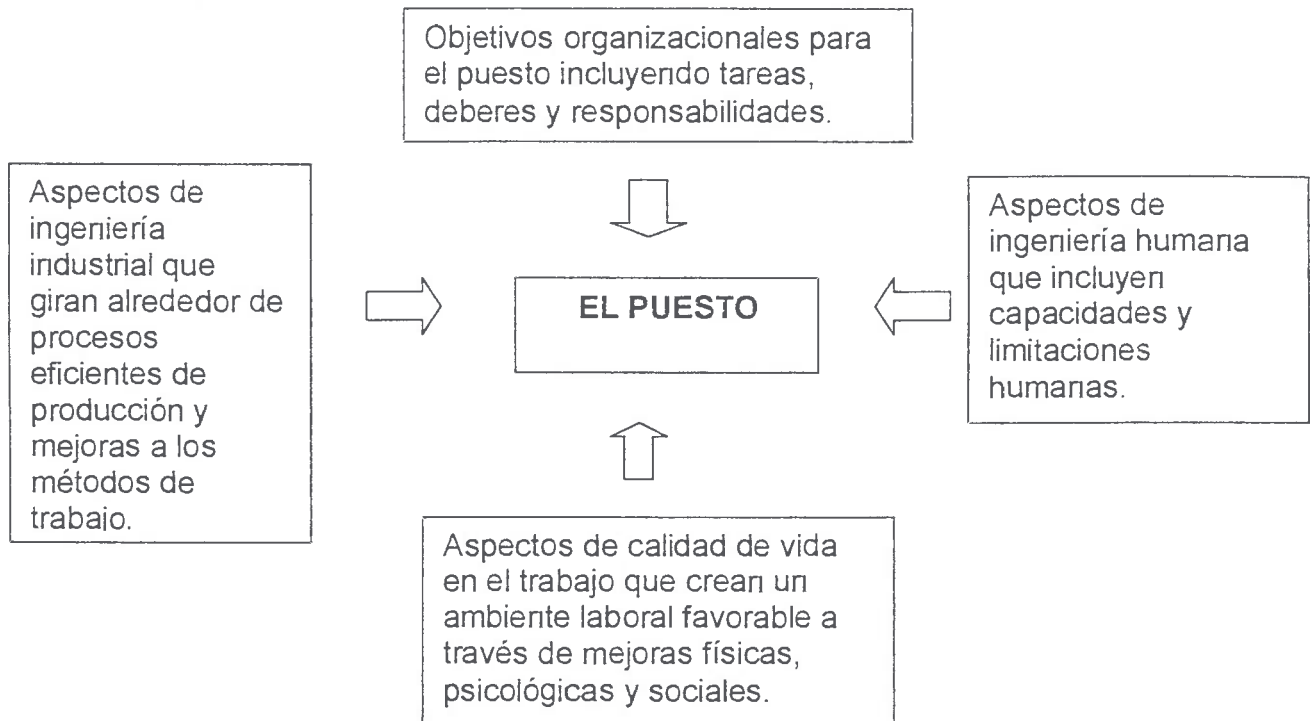 Objetivos organizacionales para
el puesto incluyendo tareas,
deberes y responsabilidades.
Aspectos de
ingeniería
industrial que
giran alrededor de
procesos
eficientes de
producción y
mejoras a los
métodos de
trabajo.
EL PUESTO
Aspectos de
ingeniería humana
que incluyen
capacidades y
limitaciones
humanas.
Aspectos de calidad de vida
en el trabajo que crean un
ambiente laboral favorable a
través de mejoras físicas,
psicológicas y sociales.